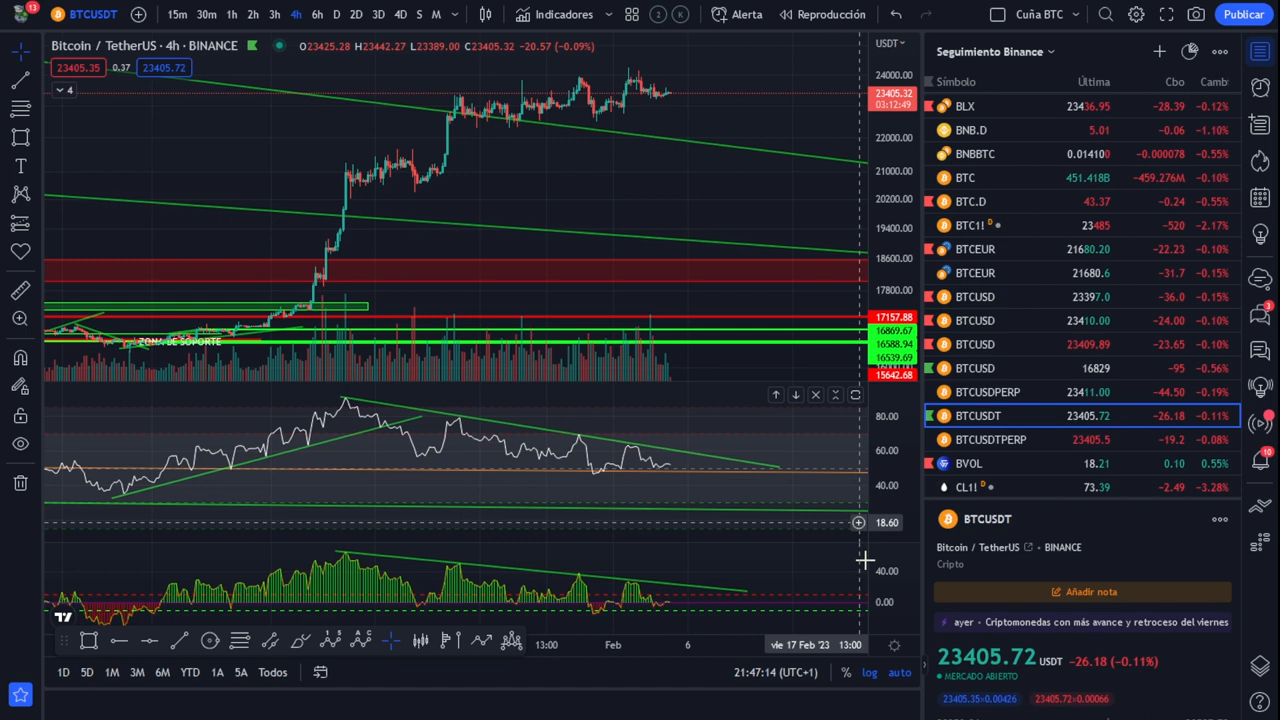 13
BTCUSDT
15m 30m 1h 2h 3h 4h 6h D 2D 3D 4D S M
Indicadores
2 K
Alerta
Reproducción
Cuña BTC
Publicar
Bitcoin / TetherUS · 4h · BINANCE
O23425.28 H23442.27 L23389.00 C23405.32 −20.57 (−0.09%)
23405.35 0.37 23405.72
4
USDT
24000.00
23405.32
03:12:49
22000.00
21000.00
20200.00
19400.00
18600.00
17800.00
17157.88
16869.67
16588.94
16539.69
15642.68
ZONA DE SOPORTE
80.00
60.00
40.00
18.60
40.00
0.00
13:00 Feb 6 vie 17 Feb '23 13:00
1D 5D 1M 3M 6M YTD 1A 5A Todos
21:47:14 (UTC+1) % log auto
Seguimiento Binance
Símbolo Última Cbo Camb
BLX 23436.95 −28.39 −0.12%
BNB.D 5.01 −0.06 −1.10%
BNBBTC 0.014100 −0.000078 −0.55%
BTC 451.418B −459.276M −0.10%
BTC.D 43.37 −0.24 −0.55%
BTC1! D 23485 −520 −2.17%
BTCEUR 21680.20 −22.23 −0.10%
BTCEUR 21680.6 −31.7 −0.15%
BTCUSD 23397.0 −36.0 −0.15%
BTCUSD 23410.00 −24.00 −0.10%
BTCUSD 23409.89 −23.65 −0.10%
BTCUSD 16829 −95 −0.56%
BTCUSDPERP 23411.00 −44.50 −0.19%
BTCUSDT 23405.72 −26.18 −0.11%
BTCUSDTPERP 23405.5 −19.2 −0.08%
BVOL 18.21 0.10 0.55%
CL1! D 73.39 −2.49 −3.28%
BTCUSDT
Bitcoin / TetherUS · BINANCE
Cripto
Añadir nota
ayer · Criptomonedas con más avance y retroceso del viernes
23405.72 USDT −26.18 (−0.11%)
MERCADO ABIERTO
23405.35×0.00426 23405.72×0.00066
3
10